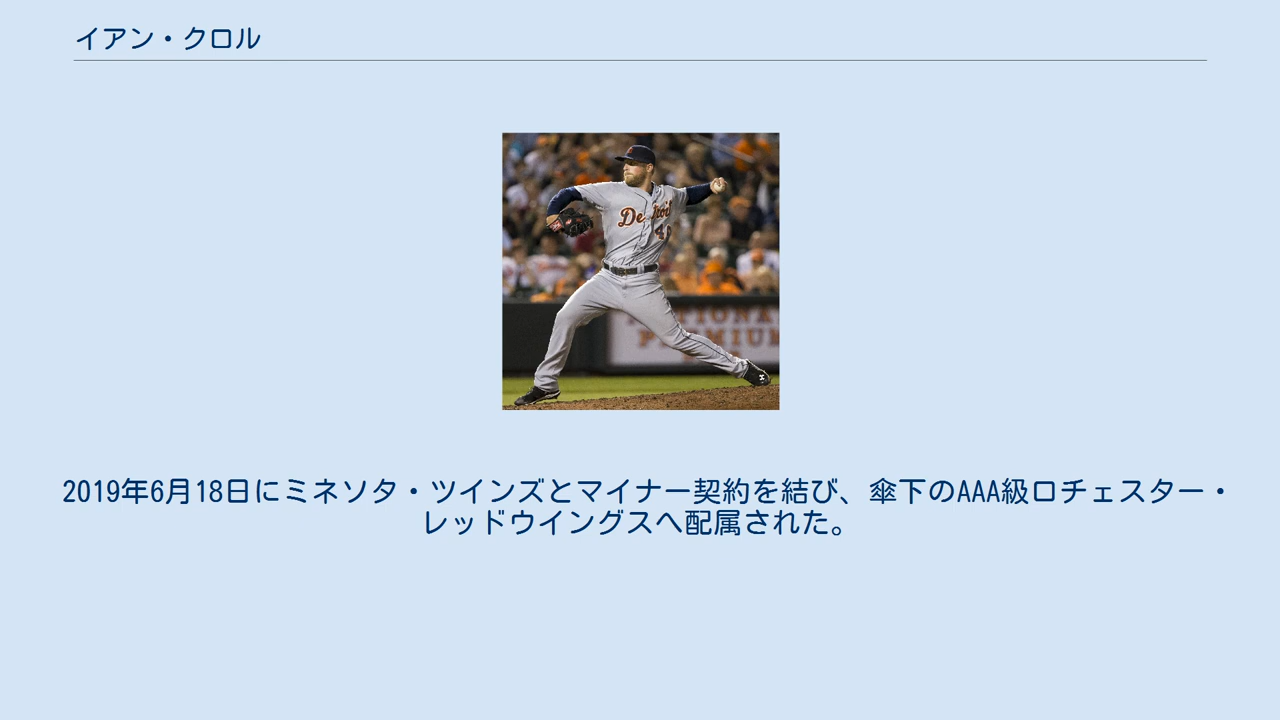 イアン・クロル
Detroit
NATIONA
PREMIUM
2019年6月18日にミネソタ・ツインズとマイナー契約を結び、傘下のAAA級ロチェスター・
レッドウイングスへ配属された。